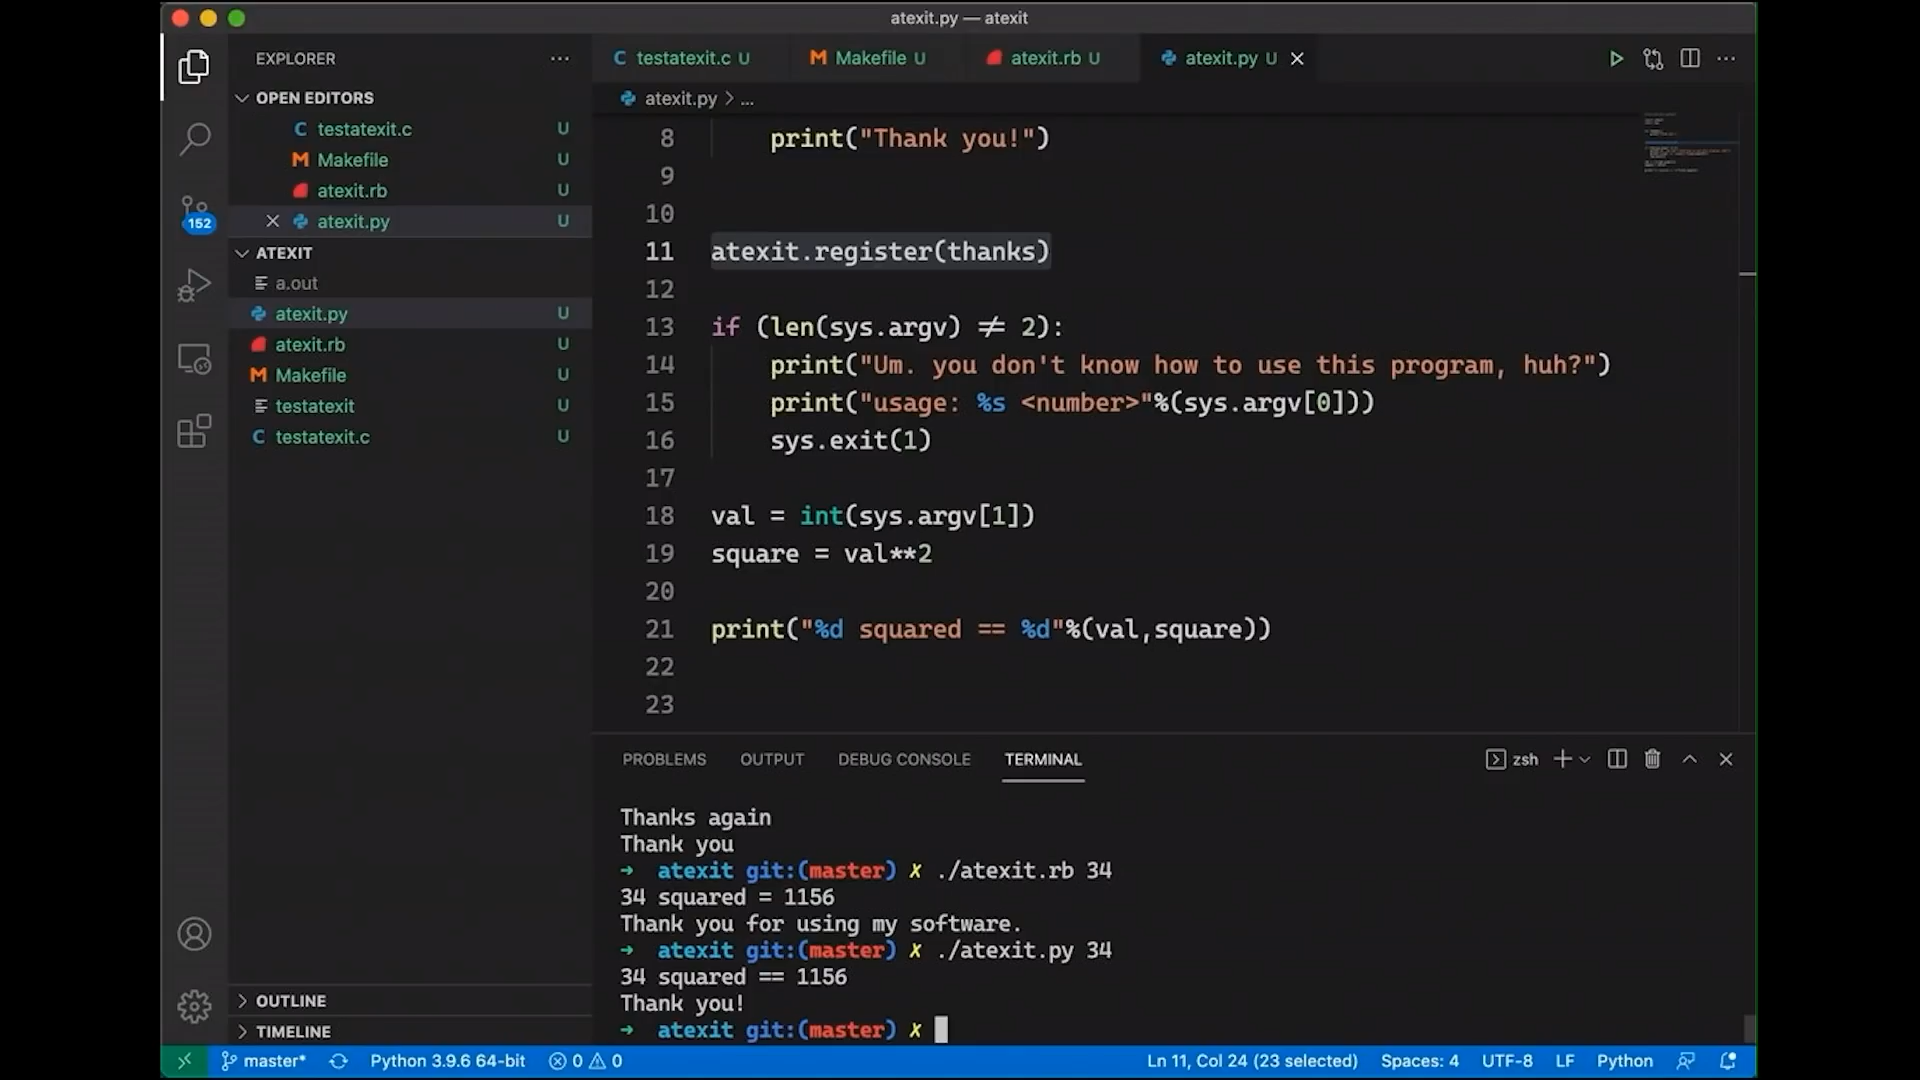 atexit.py — atexit
EXPLORER ···
OPEN EDITORS
testatexit.c U
Makefile U
atexit.rb U
atexit.py U
ATEXIT
a.out
atexit.py U
atexit.rb U
Makefile U
testatexit U
testatexit.c U
OUTLINE
TIMELINE
152
testatexit.c U
Makefile U
atexit.rb U
atexit.py U
atexit.py > ...
8 print("Thank you!")
9
10
11 atexit.register(thanks)
12
13 if (len(sys.argv) ≠ 2):
14 print("Um. you don't know how to use this program, huh?")
15 print("usage: %s <number>"%(sys.argv[0]))
16 sys.exit(1)
17
18 val = int(sys.argv[1])
19 square = val**2
20
21 print("%d squared == %d"%(val,square))
22
23
PROBLEMS OUTPUT DEBUG CONSOLE TERMINAL
zsh
Thanks again
Thank you
→ atexit git:(master) ✗ ./atexit.rb 34
34 squared = 1156
Thank you for using my software.
→ atexit git:(master) ✗ ./atexit.py 34
34 squared == 1156
Thank you!
→ atexit git:(master) ✗
master* Python 3.9.6 64-bit 0 0 Ln 11, Col 24 (23 selected) Spaces: 4 UTF-8 LF Python